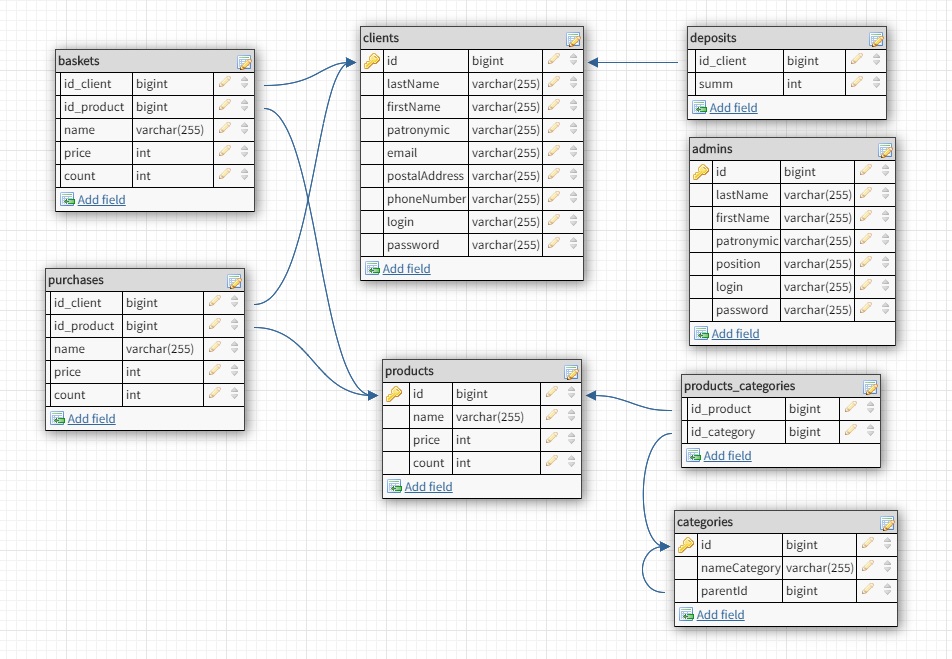 baskets
id_client bigint
id_product bigint
name varchar(255)
price int
count int
Add field
purchases
id_client bigint
id_product bigint
name varchar(255)
price int
count int
Add field
clients
id bigint
lastName varchar(255)
firstName varchar(255)
patronymic varchar(255)
email varchar(255)
postalAddress varchar(255)
phoneNumber varchar(255)
login varchar(255)
password varchar(255)
Add field
products
id bigint
name varchar(255)
price int
count int
Add field
deposits
id_client bigint
summ int
Add field
admins
id bigint
lastName varchar(255)
firstName varchar(255)
patronymic varchar(255)
position varchar(255)
login varchar(255)
password varchar(255)
Add field
products_categories
id_product bigint
id_category bigint
Add field
categories
id bigint
nameCategory varchar(255)
parentId bigint
Add field